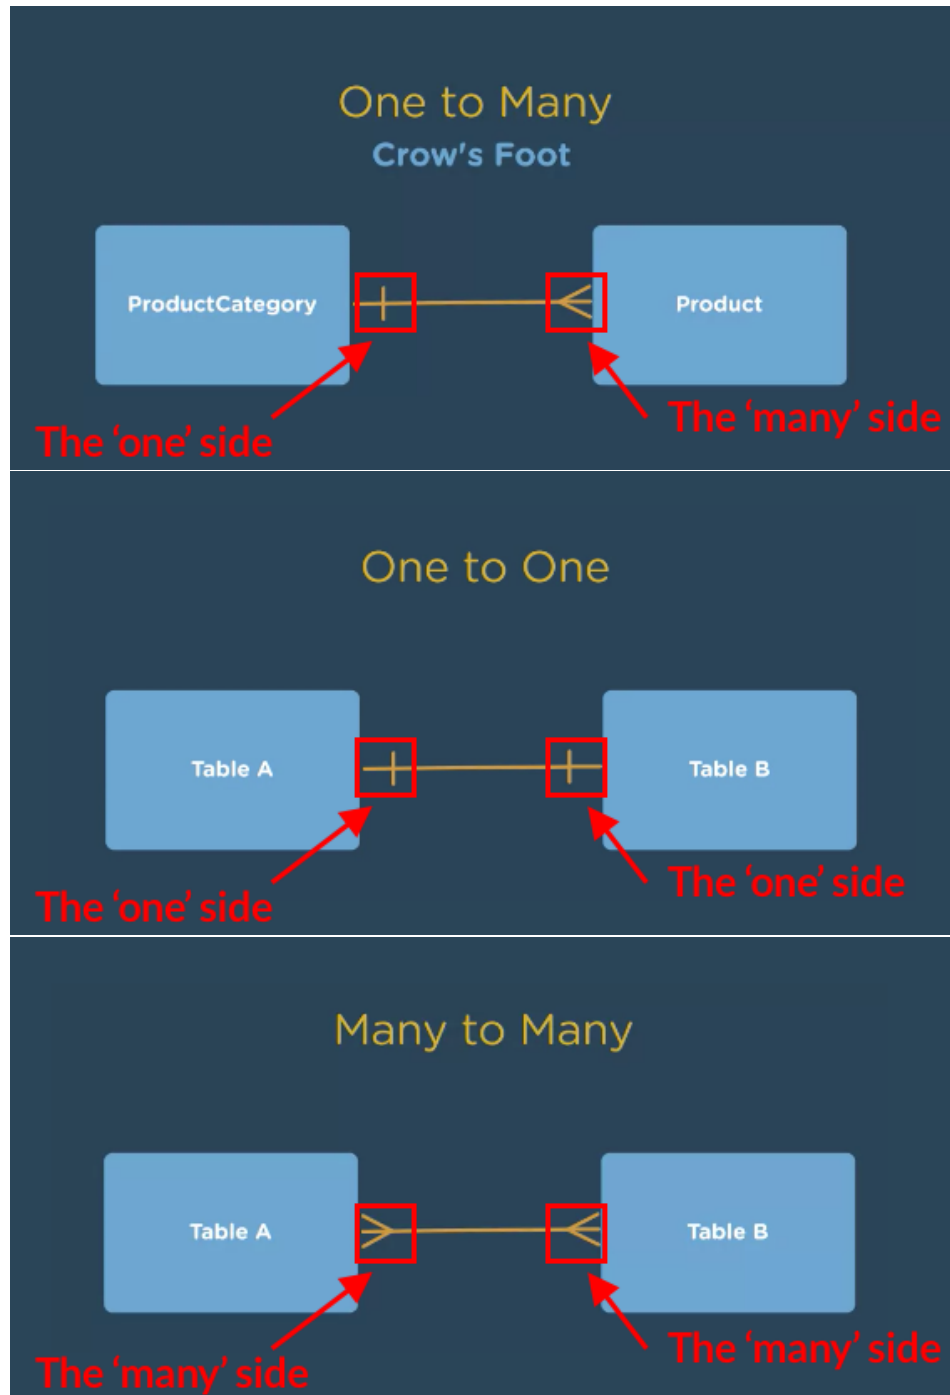 One to Many
Crow's Foot
ProductCategory
Product
The ‘one’ side
The ‘many’ side
One to One
Table A
Table B
The ‘one’ side
The ‘one’ side
Many to Many
Table A
Table B
The ‘many’ side
The ‘many’ side